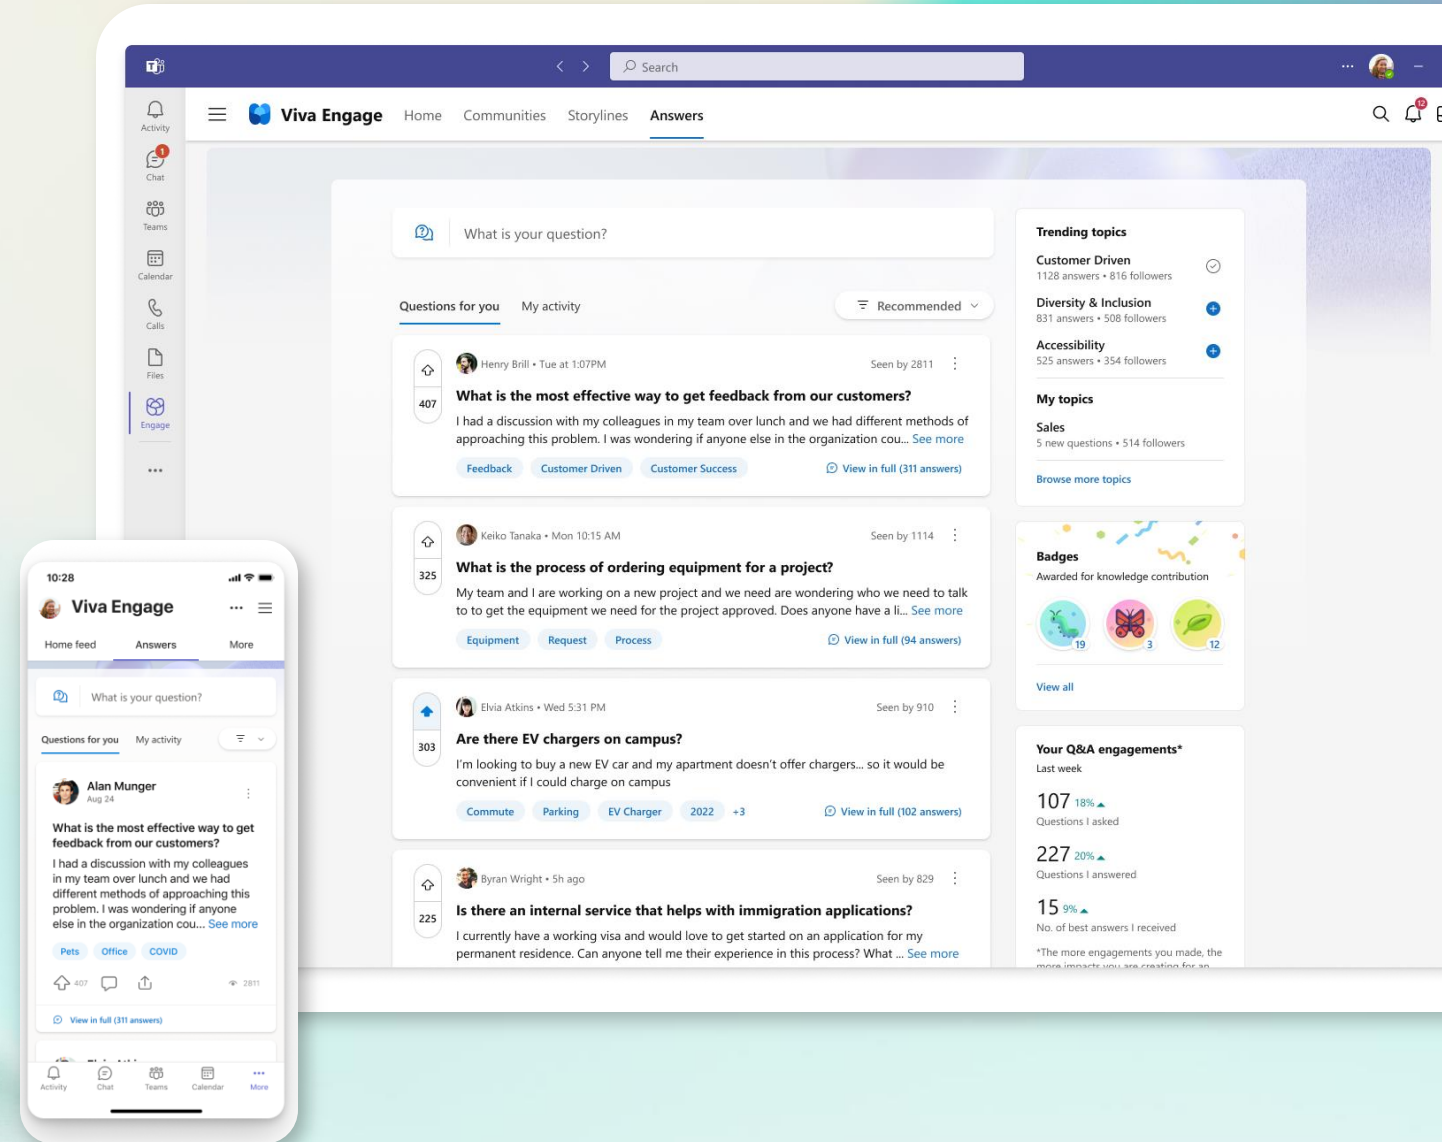 Search
Activity
Chat
1
Teams
Calendar
Calls
Files
Engage
Viva Engage
Home
Communities
Storylines
Answers
12
What is your question?
Questions for you
My activity
Recommended
407
Henry Brill • Tue at 1:07PM
Seen by 2811
What is the most effective way to get feedback from our customers?
I had a discussion with my colleagues in my team over lunch and we had different methods of
approaching this problem. I was wondering if anyone else in the organization cou... See more
Feedback
Customer Driven
Customer Success
View in full (311 answers)
325
Keiko Tanaka • Mon 10:15 AM
Seen by 1114
What is the process of ordering equipment for a project?
My team and I are working on a new project and we need are wondering who we need to talk
to to get the equipment we need for the project approved. Does anyone have a li... See more
Equipment
Request
Process
View in full (94 answers)
303
Elvia Atkins • Wed 5:31 PM
Seen by 910
Are there EV chargers on campus?
I'm looking to buy a new EV car and my apartment doesn't offer chargers... so it would be
convenient if I could charge on campus
Commute
Parking
EV Charger
2022
+3
View in full (102 answers)
225
Byran Wright • 5h ago
Seen by 829
Is there an internal service that helps with immigration applications?
I currently have a working visa and would love to get started on an application for my
permanent residence. Can anyone tell me their experience in this process? What ... See more
Trending topics
Customer Driven
1128 answers • 816 followers
Diversity & Inclusion
831 answers • 508 followers
Accessibility
525 answers • 354 followers
My topics
Sales
5 new questions • 514 followers
Browse more topics
Badges
Awarded for knowledge contribution
19
3
12
View all
Your Q&A engagements*
Last week
107 18%
Questions I asked
227 20%
Questions I answered
15 9%
No. of best answers I received
*The more engagements you made, the
more impacts you are creating for an
10:28
Viva Engage
Home feed
Answers
More
What is your question?
Questions for you
My activity
Alan Munger
Aug 24
What is the most effective way to get
feedback from our customers?
I had a discussion with my colleagues
in my team over lunch and we had
different methods of approaching this
problem. I was wondering if anyone
else in the organization cou... See more
Pets
Office
COVID
407
2811
View in full (311 answers)
Activity
Chat
Teams
Calendar
More